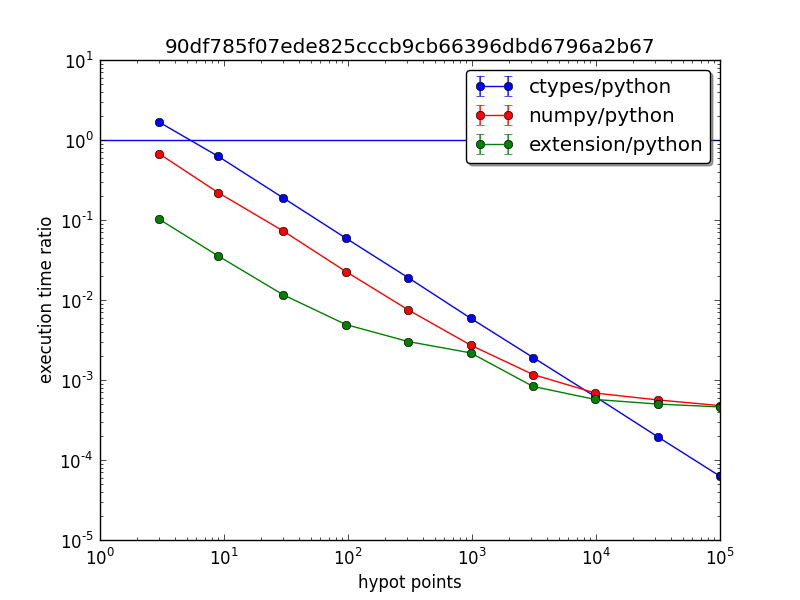 90df785f07ede825cccb9cb66396dbd6796a2b67
10^1
10^0
10^-1
10^-2
10^-3
10^-4
10^-5
execution time ratio
ctypes/python
numpy/python
extension/python
10^0
10^1
10^2
10^3
10^4
10^5
hypot points